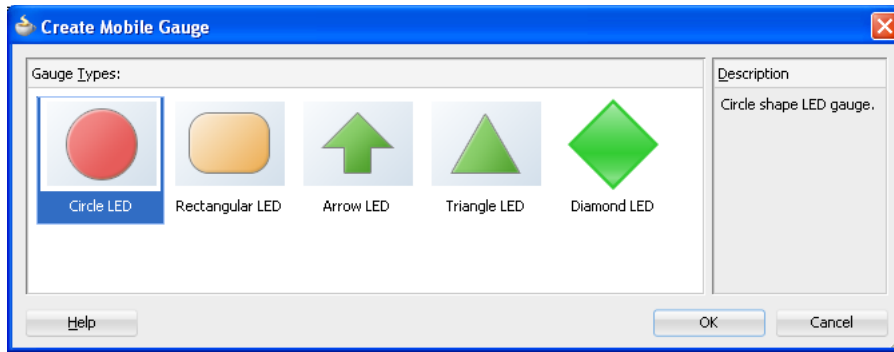 Create Mobile Gauge
Gauge Types:
Circle LED
Rectangular LED
Arrow LED
Triangle LED
Diamond LED
Description
Circle shape LED gauge.
Help
OK
Cancel